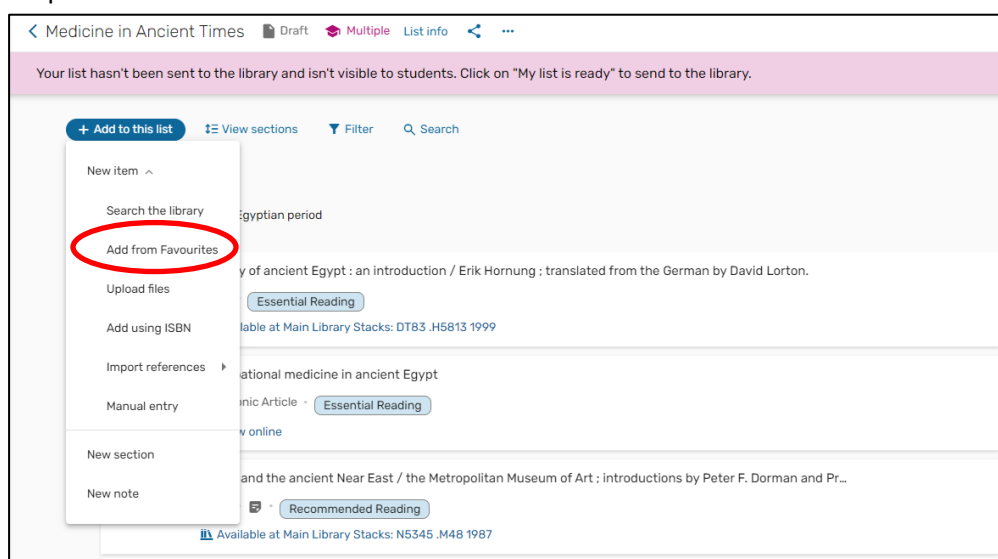 Medicine in Ancient Times Draft Multiple List info ...
Your list hasn't been sent to the library and isn't visible to students. Click on "My list is ready" to send to the library.
+ Add to this list View sections Filter Search
New item
Search the library
Egyptian period
Add from Favourites
y of ancient Egypt : an introduction / Erik Hornung ; translated from the German by David Lorton.
Upload files
Essential Reading
Add using ISBN
lable at Main Library Stacks: DT83 .H5813 1999
Import references
ational medicine in ancient Egypt
Manual entry
onic Article • Essential Reading
w online
New section
and the ancient Near East / the Metropolitan Museum of Art ; introductions by Peter F. Dorman and Pr...
New note
Recommended Reading
Available at Main Library Stacks: N5345 .M48 1987